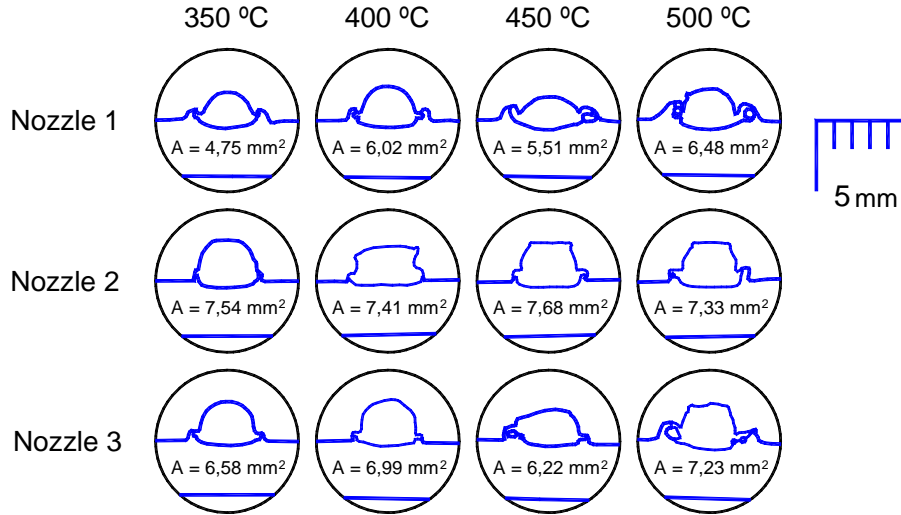 350 ºC 400 ºC 450 ºC 500 ºC
Nozzle 1
A = 4,75 mm² A = 6,02 mm² A = 5,51 mm² A = 6,48 mm²
5 mm
Nozzle 2
A = 7,54 mm² A = 7,41 mm² A = 7,68 mm² A = 7,33 mm²
Nozzle 3
A = 6,58 mm² A = 6,99 mm² A = 6,22 mm² A = 7,23 mm²